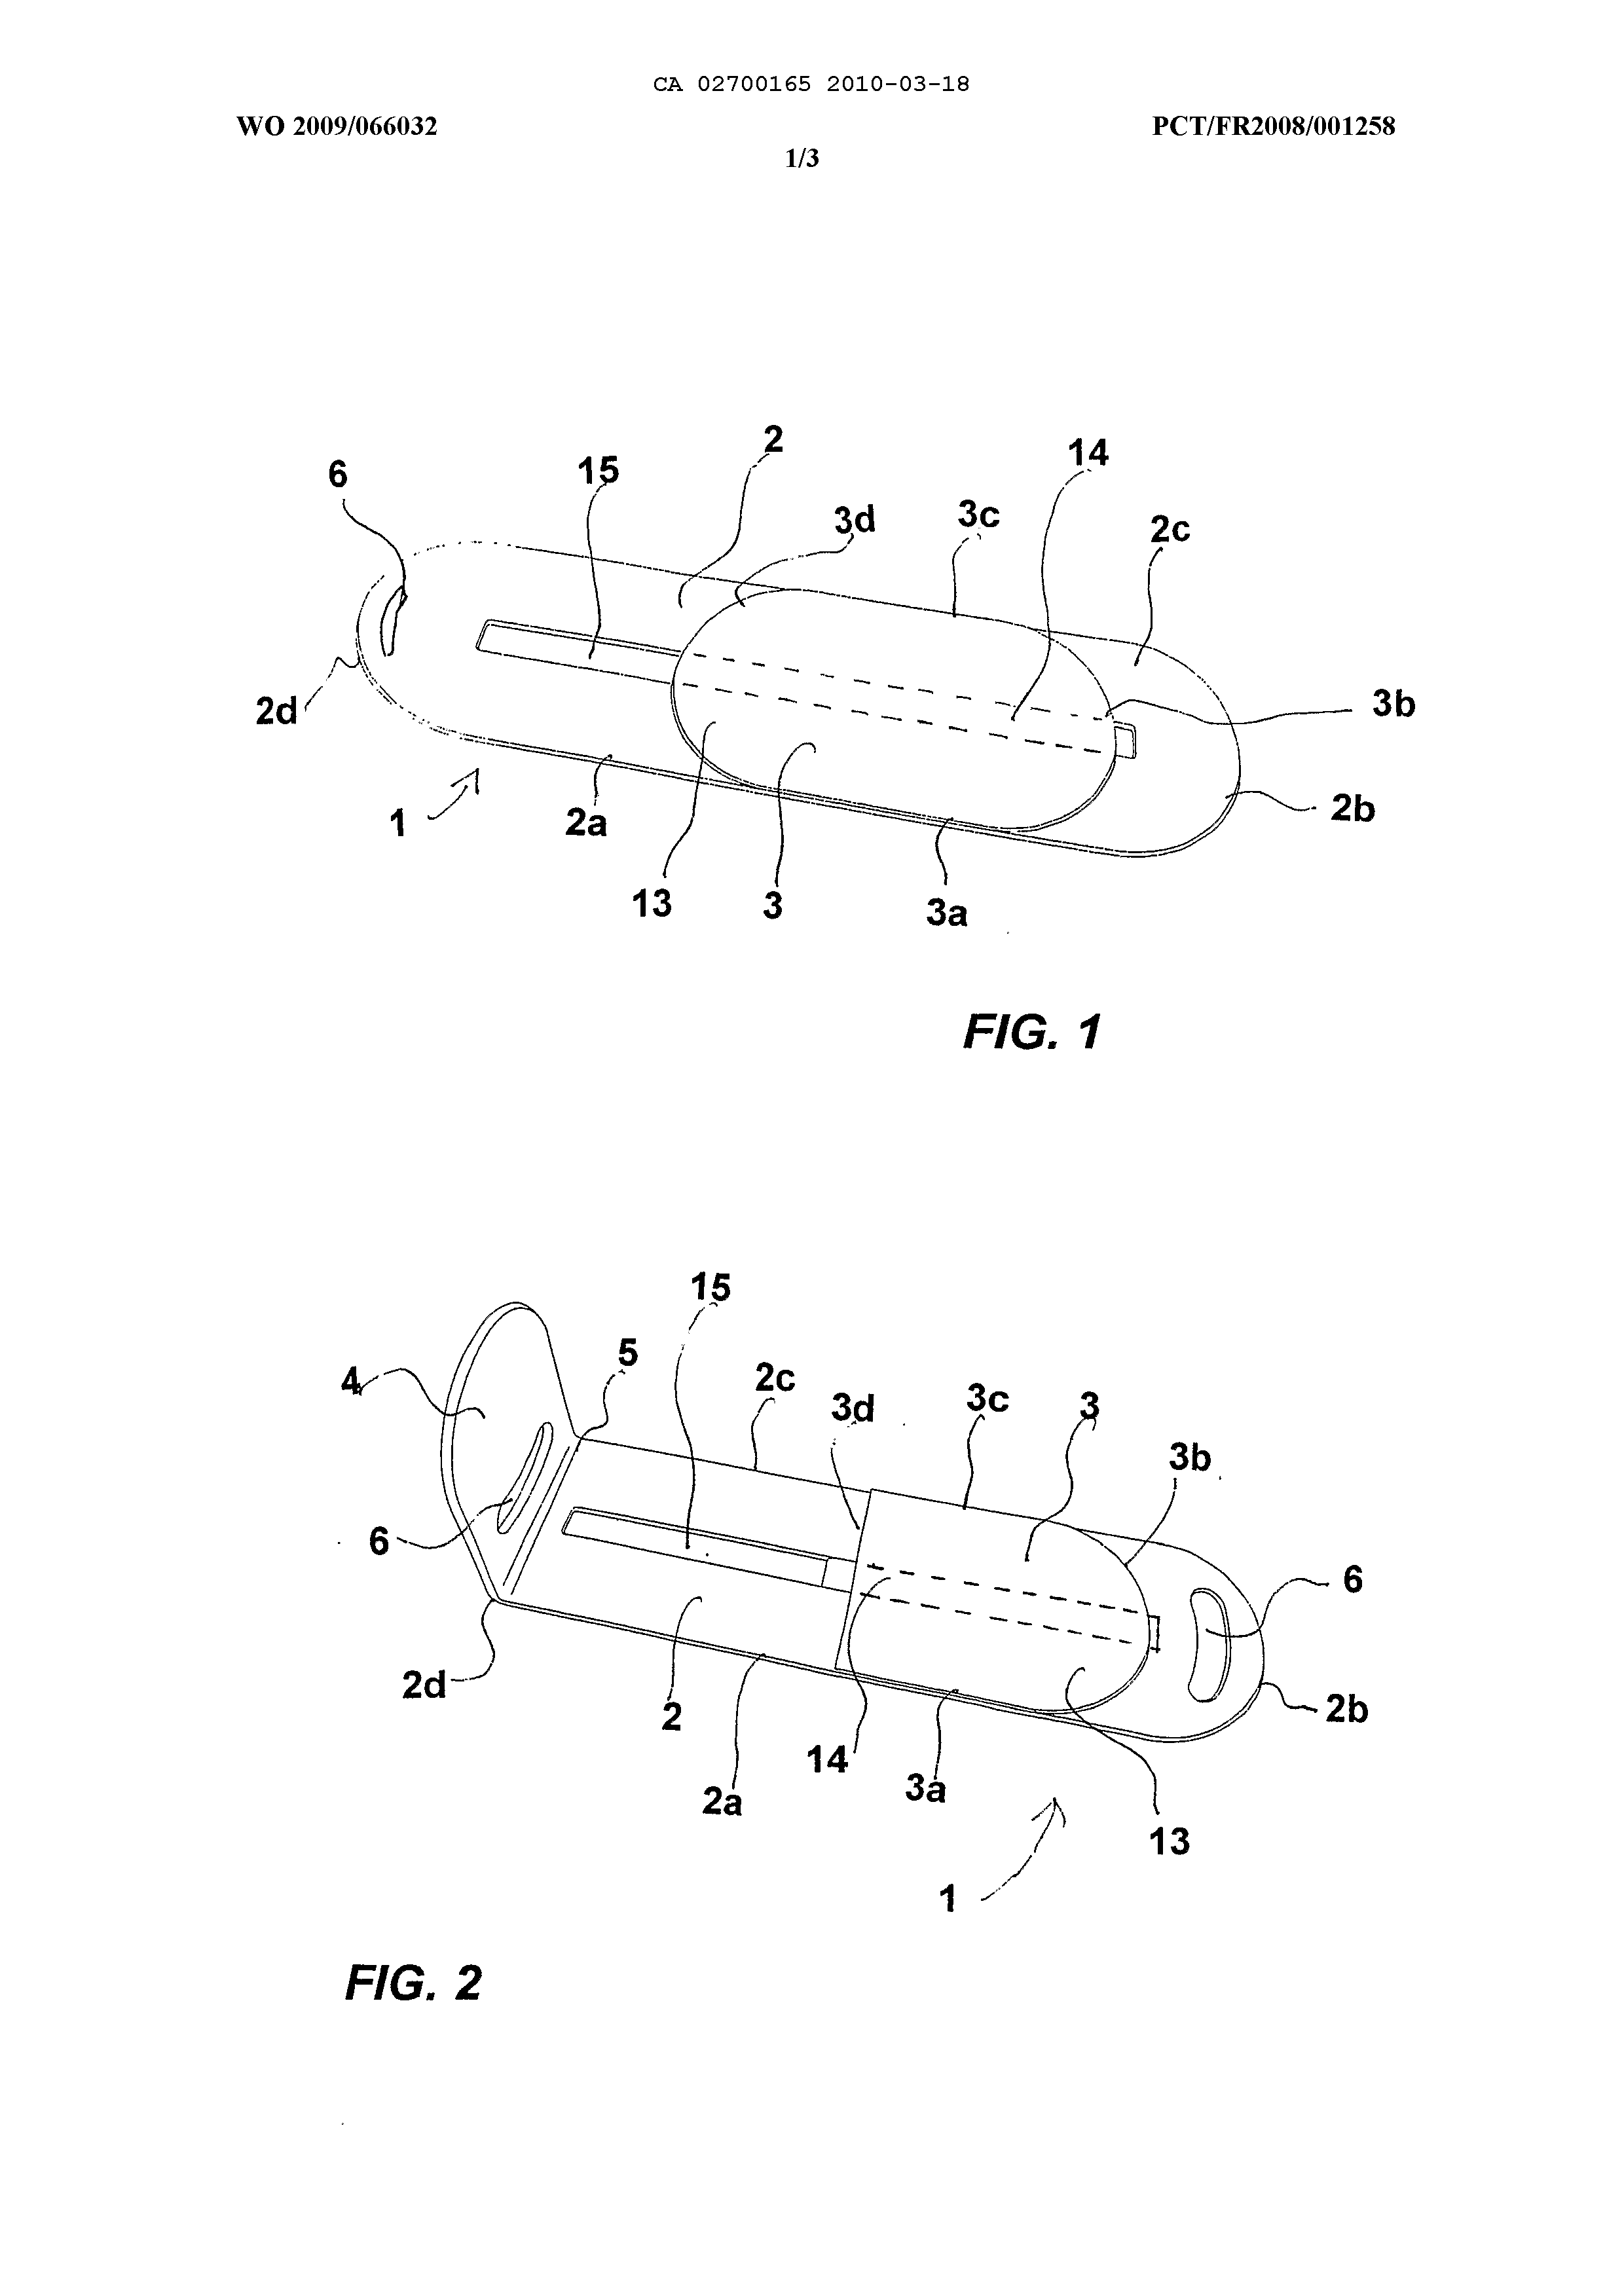 CA 02700165 2010-03-18
WO 2009/066032
PCT/FR2008/001258
1/3
2
14
6
15
3d
3c
2c
2d
3b
1
2a
2b
13
3
3a
FIG. 1
15
5
4
2c
3d
3c
3
3b
6
6
2d
2
2b
14
2a
3a
13
1
FIG. 2